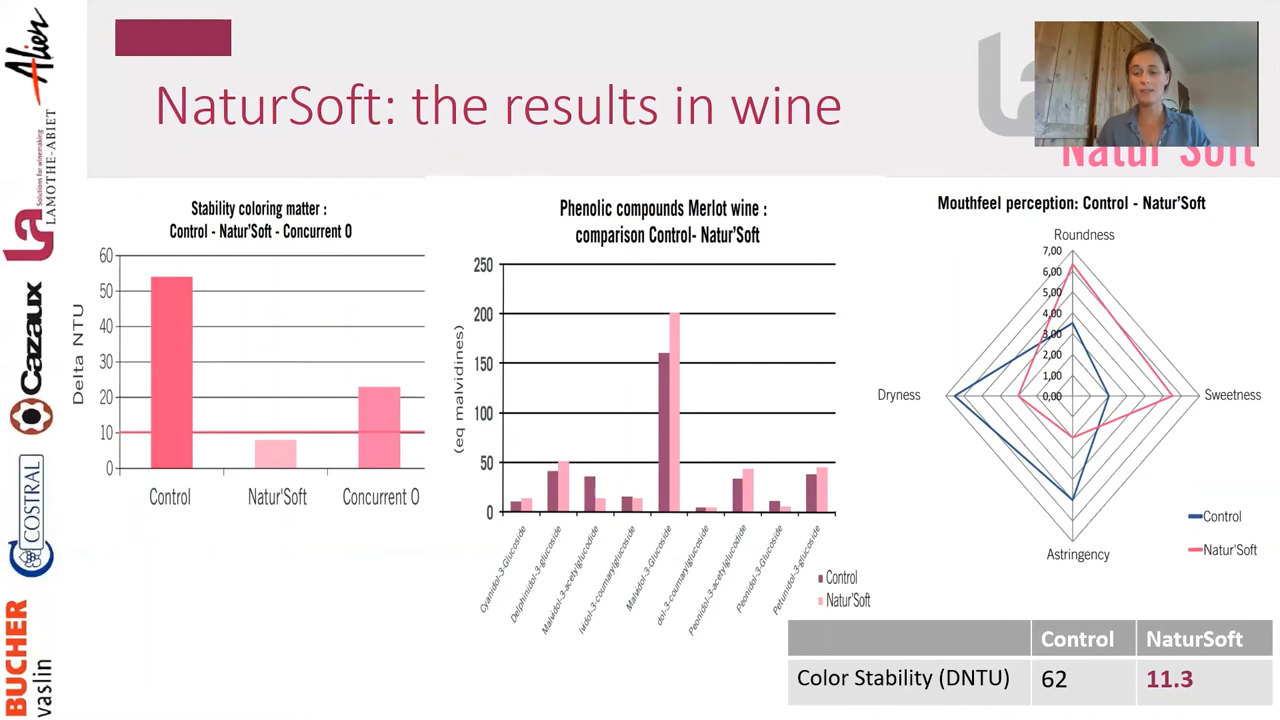 Alien
Solutions for winemaking
LAMOTHE-ABIET
Cazaux
COSTRAL
BUCHER
vaslin
NaturSoft: the results in wine
Natur'Soft
Stability coloring matter :
Control - Natur'Soft - Concurrent O
Delta NTU
60
50
40
30
20
10
0
Control
Natur'Soft
Concurrent O
Phenolic compounds Merlot wine :
comparison Control- Natur'Soft
(eq malvidines)
250
200
150
100
50
0
Cyanidol-3-Glucoside
Delphinidol-3-glucoside
Malvidol-3-acetylglucodide
lvidol-3-coumarylglucoside
Malvidol-3-Glucoside
dol-3-coumarylglucoside
Peonidol-3-acetylglucodide
Peonidol-3-Glucoside
Petunidol-3-glucoside
Control
Natur'Soft
Mouthfeel perception: Control - Natur'Soft
Roundness
7,00
6,00
5,00
4,00
3,00
2,00
1,00
0,00
Dryness
Sweetness
Astringency
Control
Natur'Soft
Control NaturSoft
Color Stability (DNTU) 62 11.3